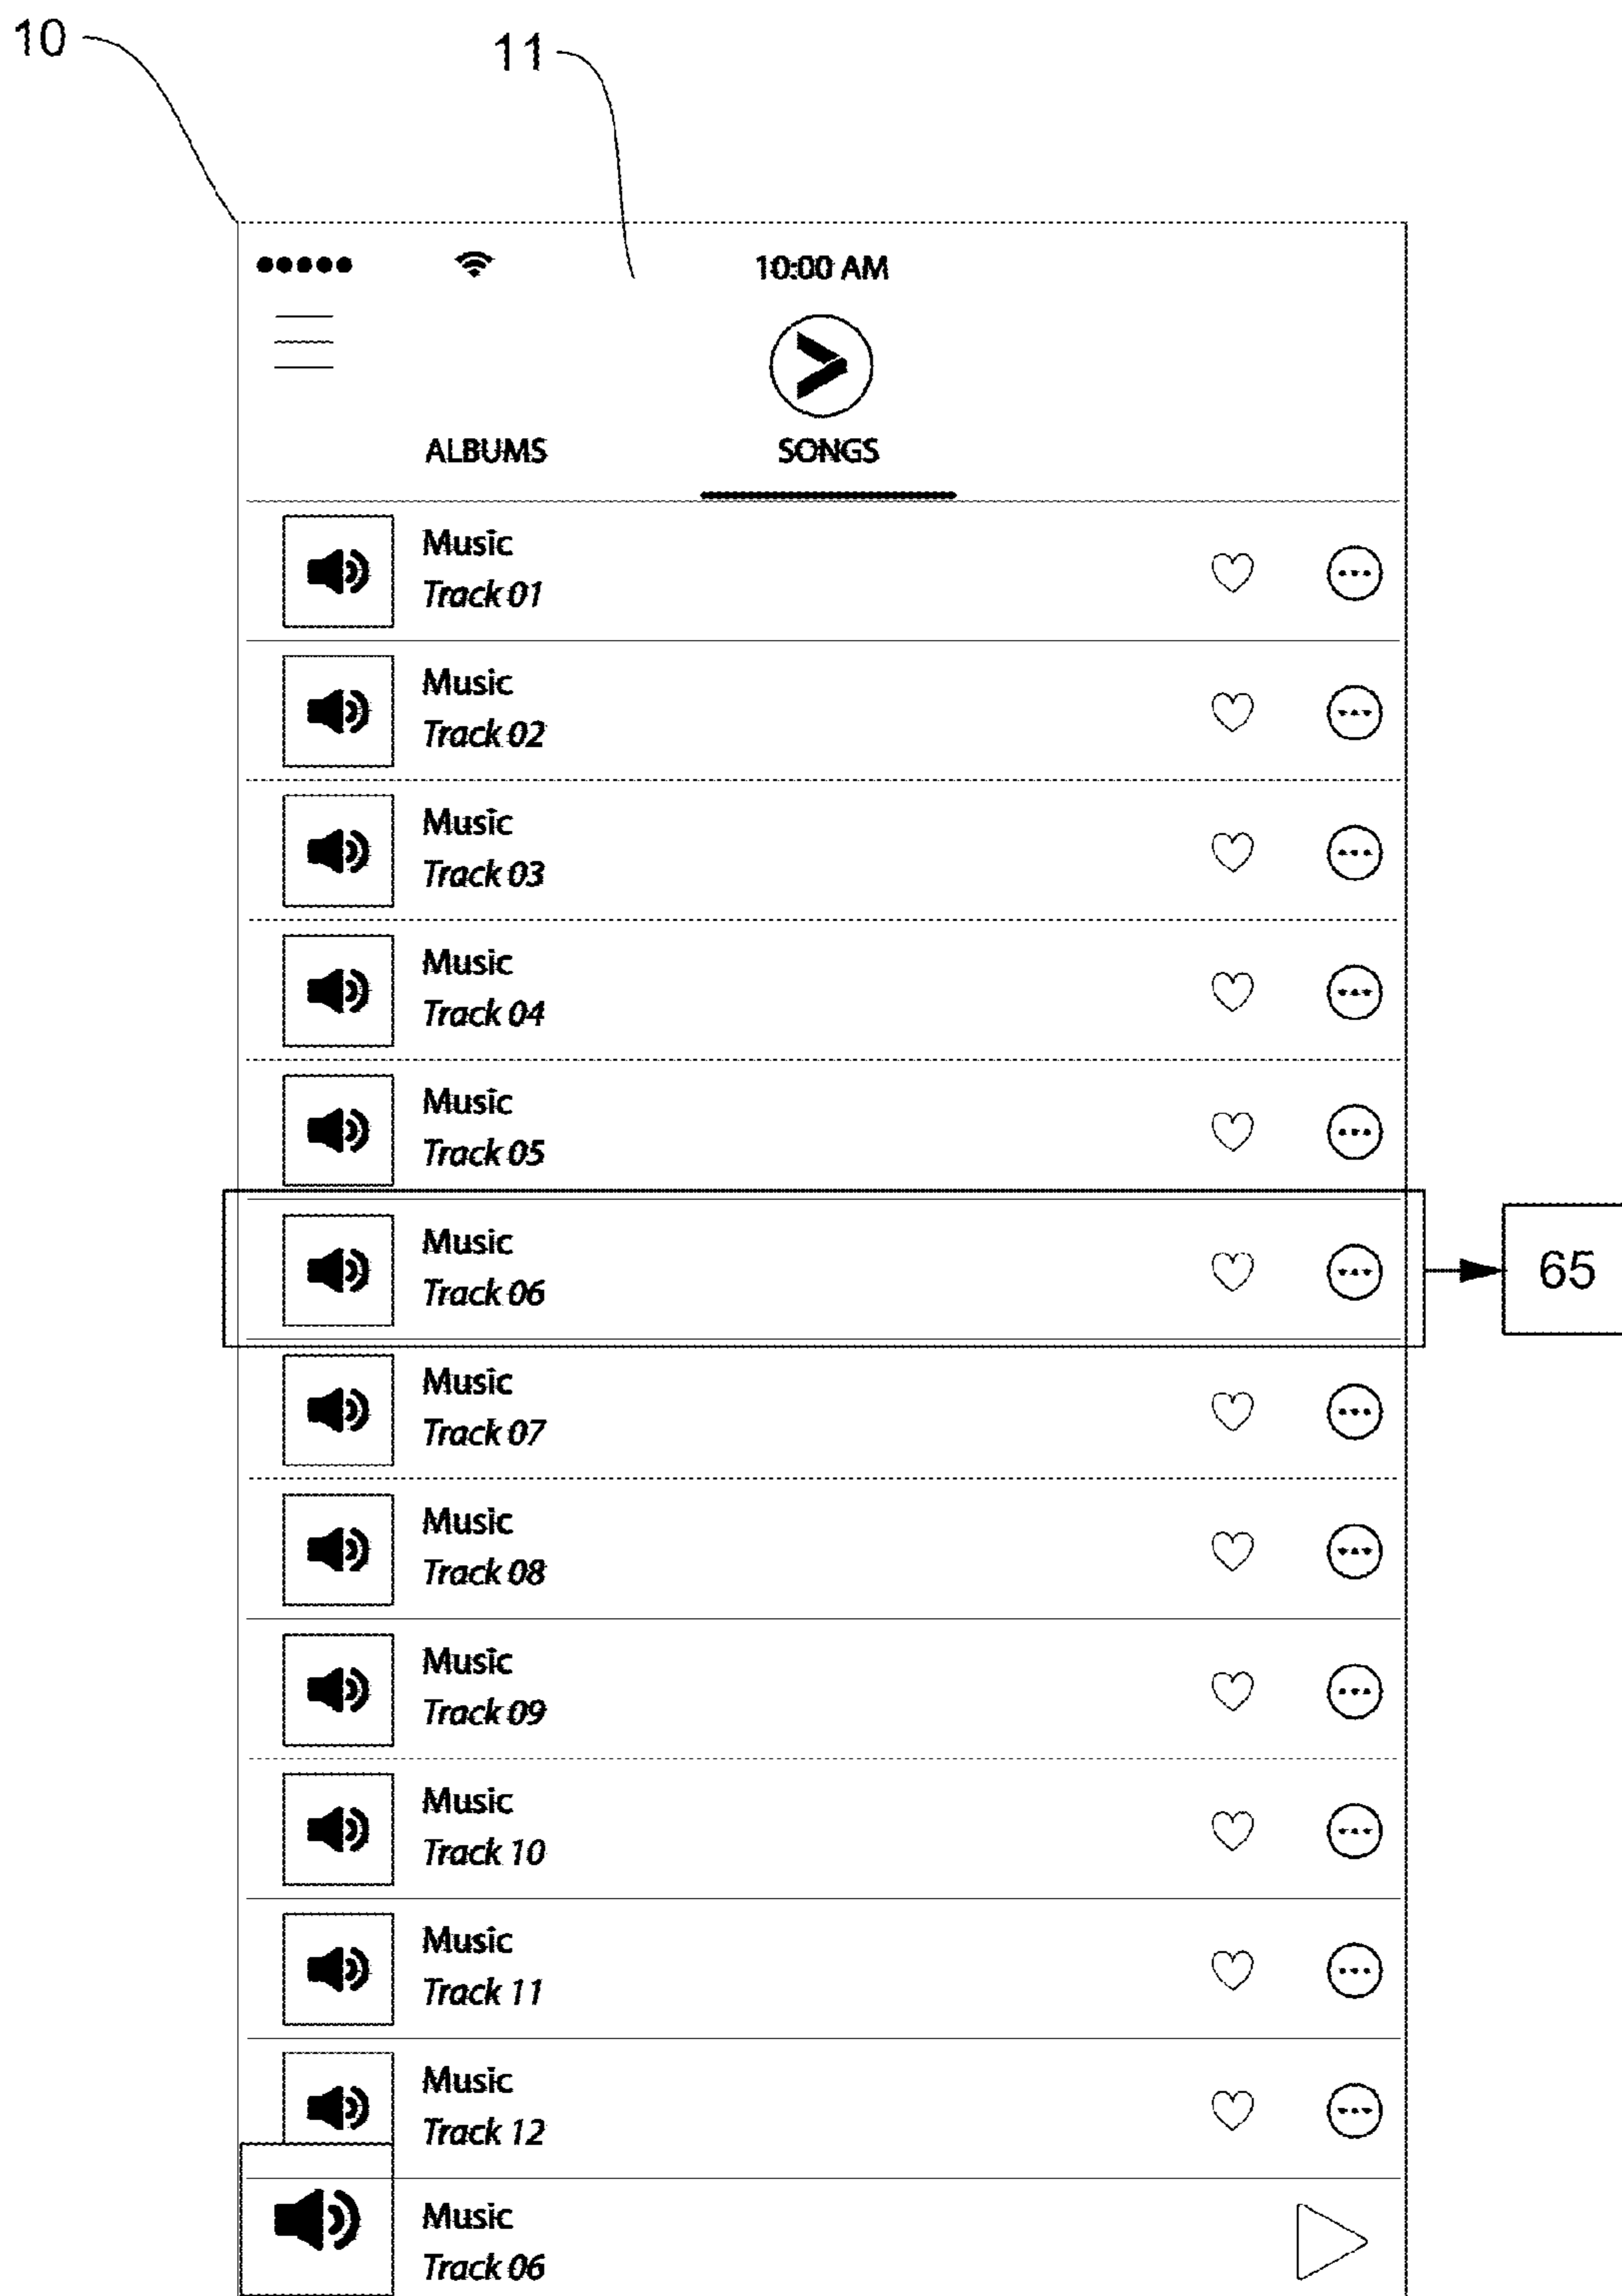 10
11
10:00 AM
ALBUMS SONGS
Music
Track 01
Music
Track 02
Music
Track 03
Music
Track 04
Music
Track 05
Music
Track 06
65
Music
Track 07
Music
Track 08
Music
Track 09
Music
Track 10
Music
Track 11
Music
Track 12
Music
Track 06